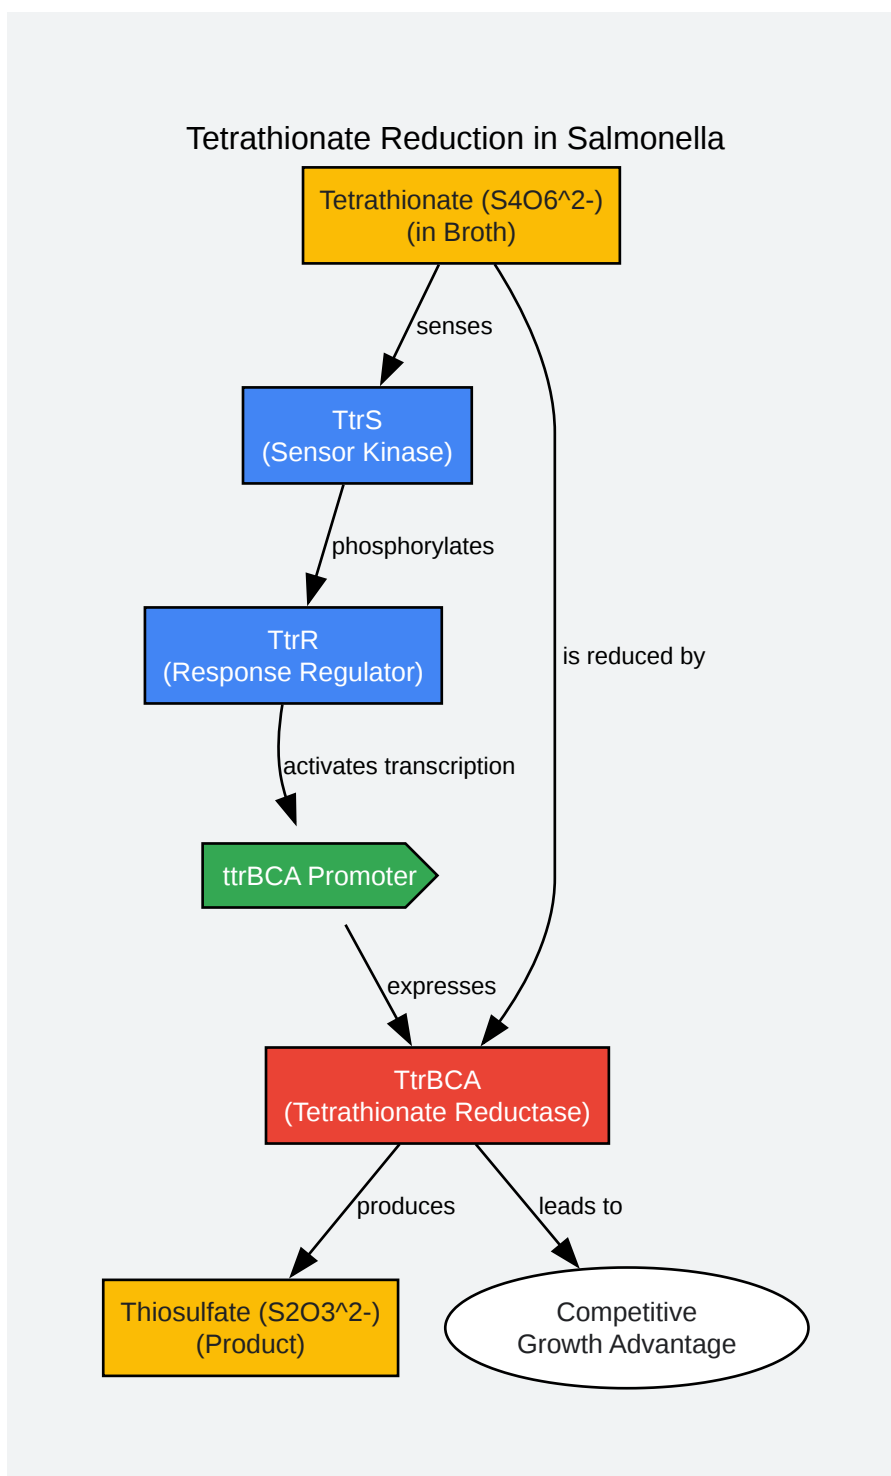 Tetrathionate Reduction in Salmonella
Tetrathionate (S4O6^2-)
(in Broth)
senses
TtrS
(Sensor Kinase)
phosphorylates
TtrR
(Response Regulator)
is reduced by
activates transcription
ttrBCA Promoter
expresses
TtrBCA
(Tetrathionate Reductase)
produces
leads to
Thiosulfate (S2O3^2-)
(Product)
Competitive
Growth Advantage